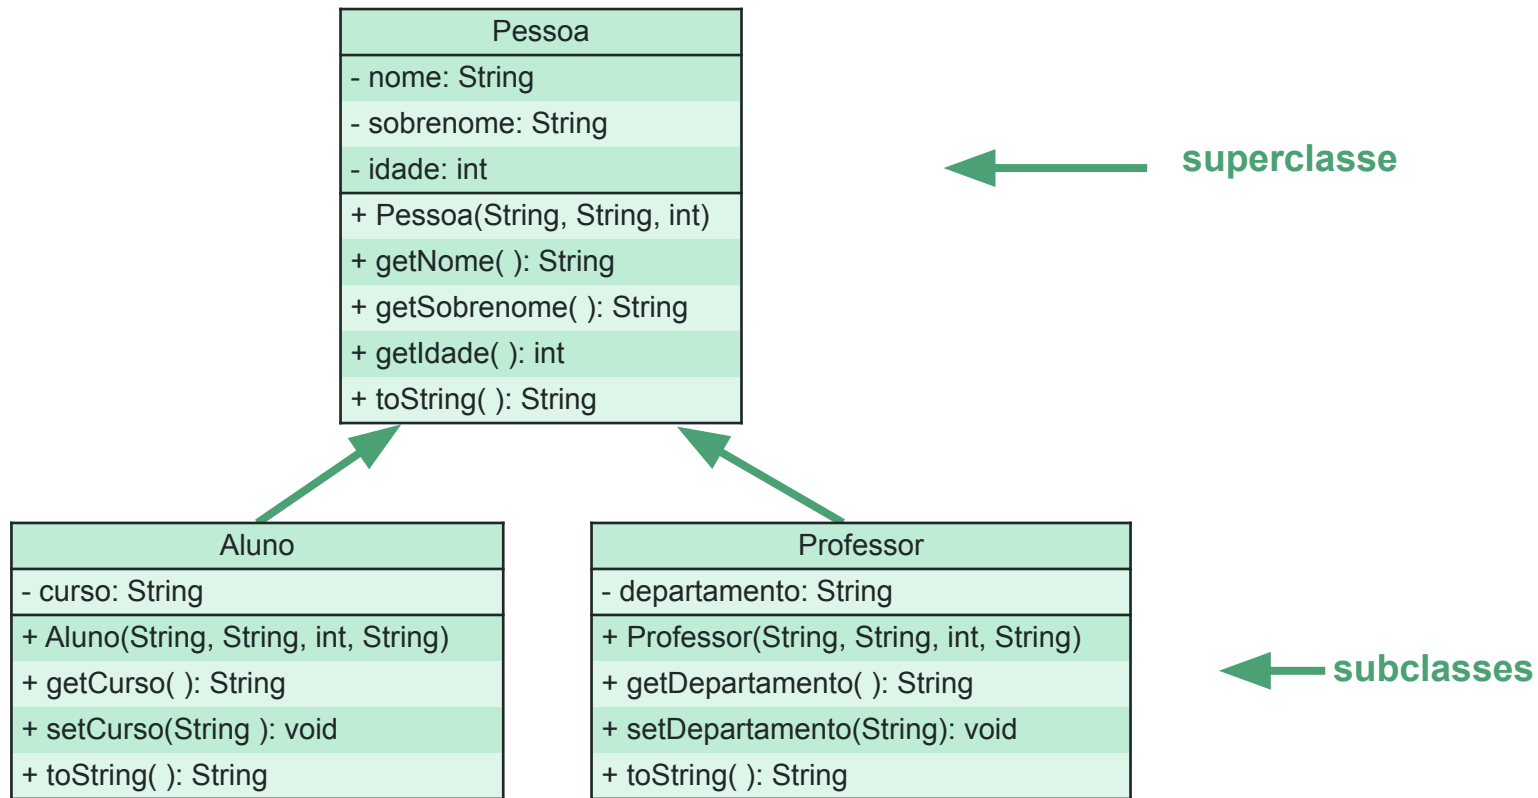 Pessoa
- nome: String
- sobrenome: String
- idade: int
+ Pessoa(String, String, int)
+ getNome( ): String
+ getSobrenome( ): String
+ getIdade( ): int
+ toString( ): String
superclasse
Aluno
- curso: String
+ Aluno(String, String, int, String)
+ getCurso( ): String
+ setCurso(String ): void
+ toString( ): String
Professor
- departamento: String
+ Professor(String, String, int, String)
+ getDepartamento( ): String
+ setDepartamento(String): void
+ toString( ): String
subclasses